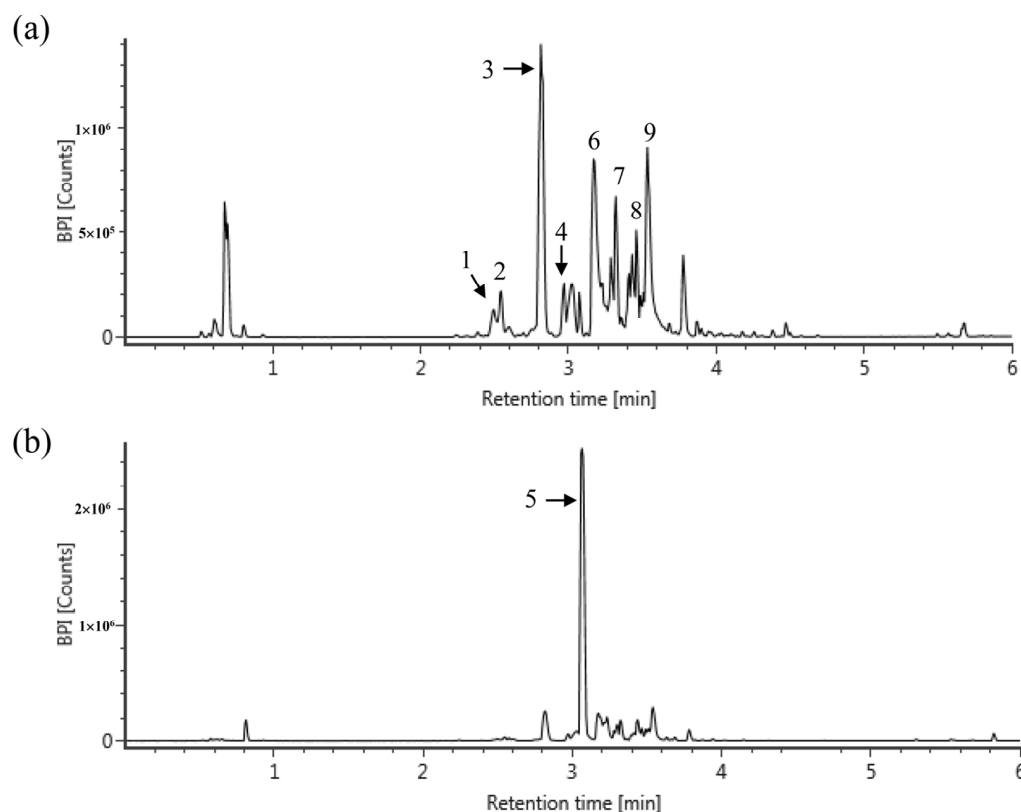 (a)
BPI [Counts]
1×10⁶
5×10⁵
0
1
2
3
4
6
7
8
9
1 2 3 4 5 6
Retention time [min]
(b)
BPI [Counts]
2×10⁶
1×10⁶
0
5
1 2 3 4 5 6
Retention time [min]